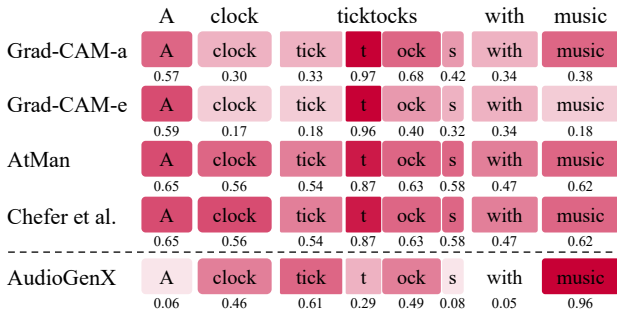 A clock ticktocks with music
Grad-CAM-a A clock tick t ock s with music
0.57 0.30 0.33 0.97 0.68 0.42 0.34 0.38
Grad-CAM-e A clock tick t ock s with music
0.59 0.17 0.18 0.96 0.40 0.32 0.34 0.18
AtMan A clock tick t ock s with music
0.65 0.56 0.54 0.87 0.63 0.58 0.47 0.62
Chefer et al. A clock tick t ock s with music
0.65 0.56 0.54 0.87 0.63 0.58 0.47 0.62
AudioGenX A clock tick t ock s with music
0.06 0.46 0.61 0.29 0.49 0.08 0.05 0.96